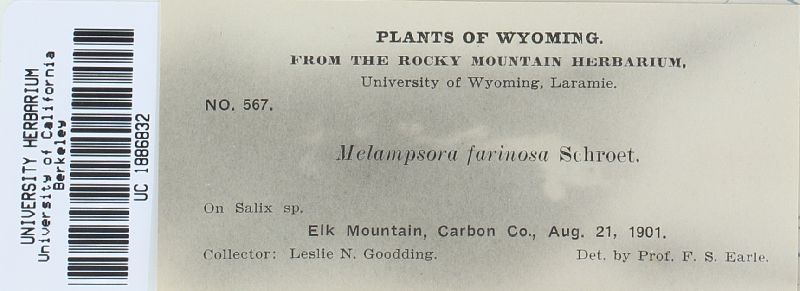 UNIVERSITY HERBARIUM
University of California
Berkeley
UC 1886832
PLANTS OF WYOMING.
FROM THE ROCKY MOUNTAIN HERBARIUM,
University of Wyoming, Laramie.
NO. 567.
Melampsora farinosa Schroet.
On Salix sp.
Elk Mountain, Carbon Co., Aug. 21, 1901.
Collector: Leslie N. Goodding.
Det. by Prof. F. S. Earle.